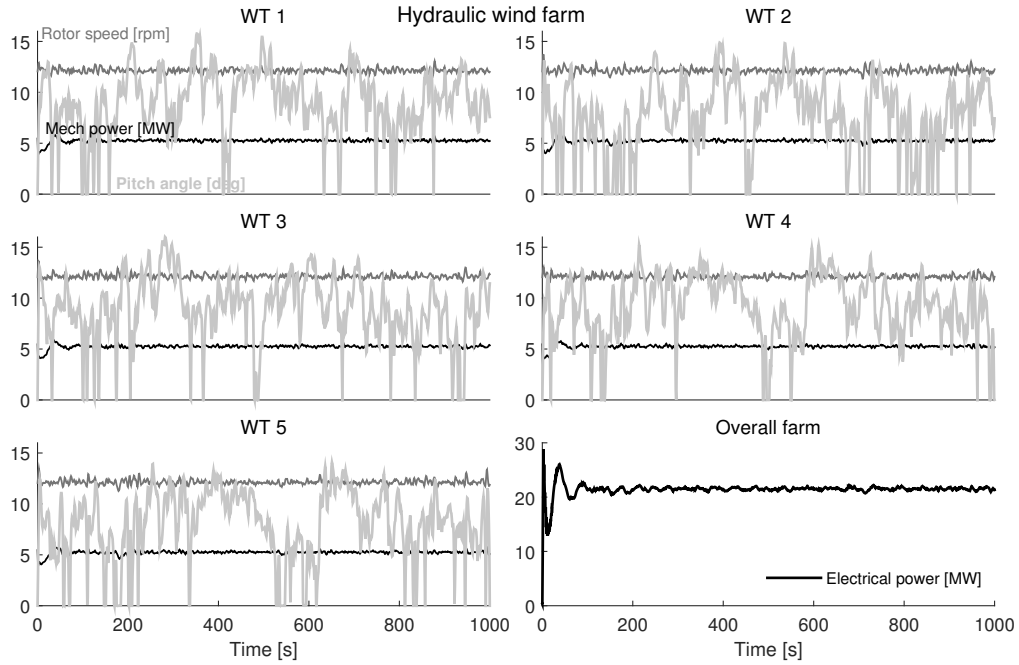 Hydraulic wind farm
WT 1
WT 2
15
10
5
0
Rotor speed [rpm]
Mech power [MW]
Pitch angle [deg]
15
10
5
0
WT 3
WT 4
15
10
5
0
15
10
5
0
WT 5
Overall farm
15
10
5
0
0 200 400 600 800 1000
Time [s]
30
20
10
0
Electrical power [MW]
0 200 400 600 800 1000
Time [s]